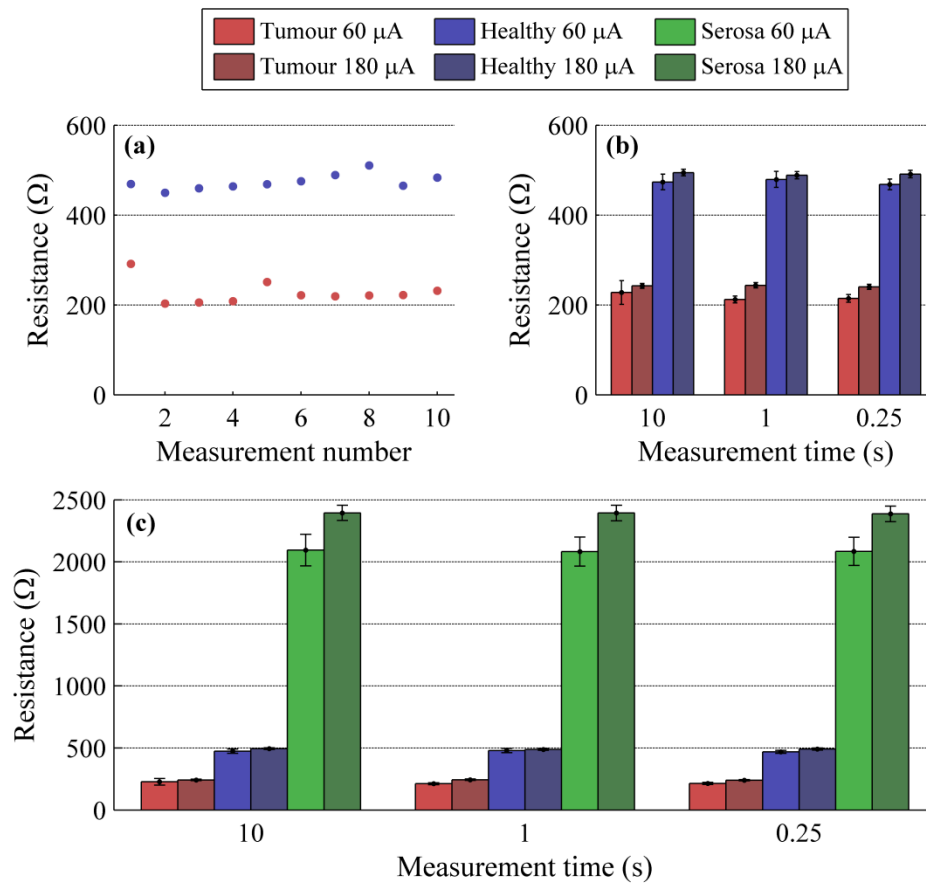 Tumour 60 μA Healthy 60 μA Serosa 60 μA
Tumour 180 μA Healthy 180 μA Serosa 180 μA
(a)
600
400
200
0
Resistance (Ω)
2 4 6 8 10
Measurement number
(b)
600
400
200
0
Resistance (Ω)
10 1 0.25
Measurement time (s)
(c)
2500
2000
1500
1000
500
0
Resistance (Ω)
10 1 0.25
Measurement time (s)